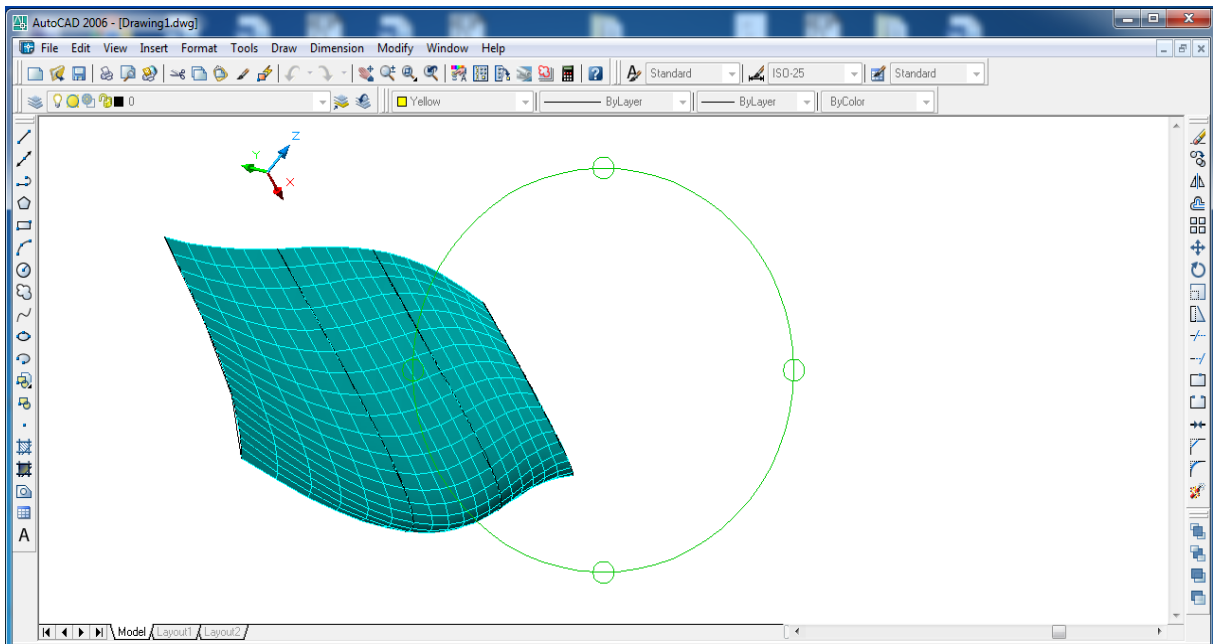 AutoCAD 2006 - [Drawing1.dwg]
File Edit View Insert Format Tools Draw Dimension Modify Window Help
Standard ISO-25 Standard
0 Yellow ByLayer ByLayer ByColor
Z
Y
X
A
Model Layout1 Layout2